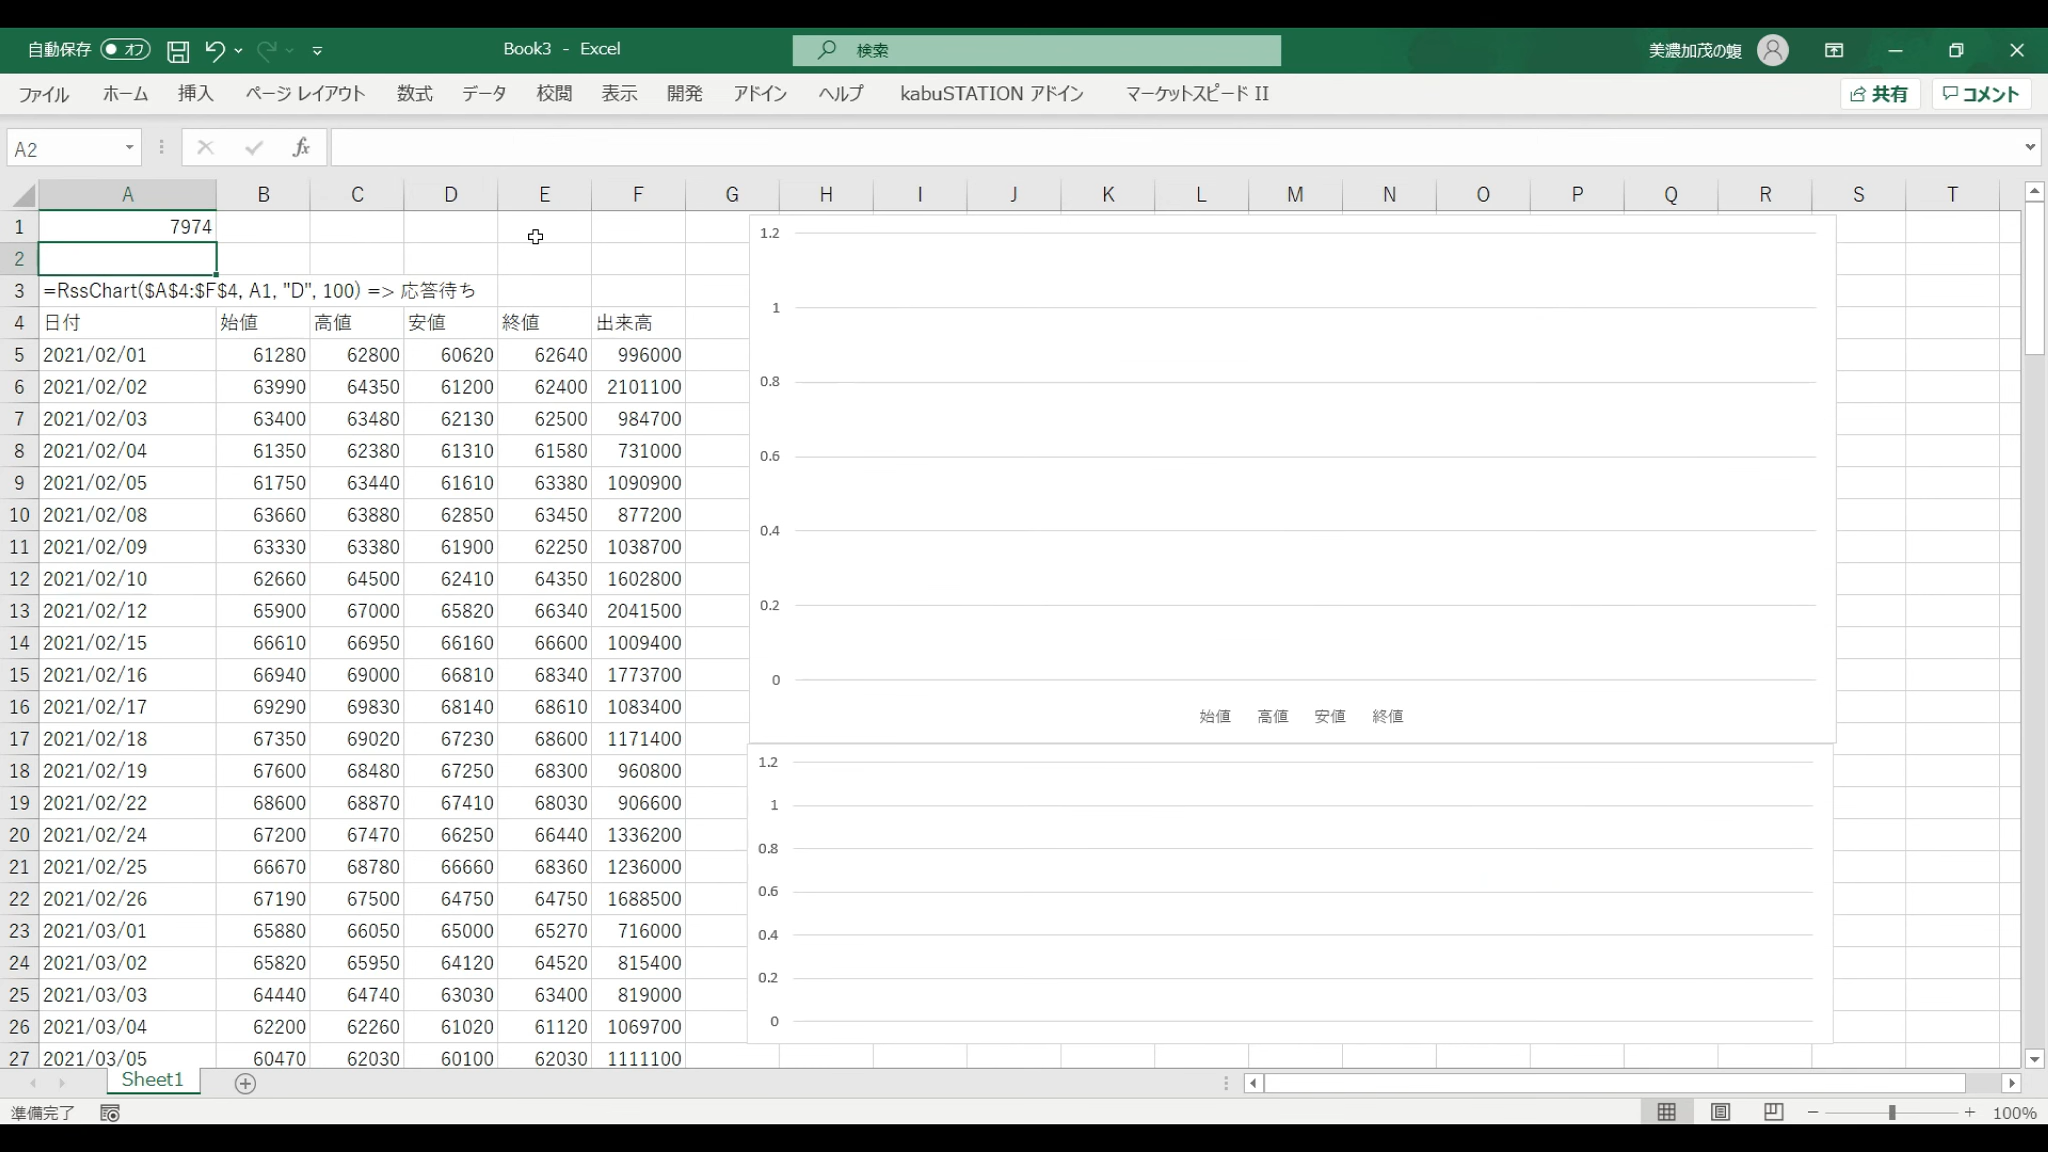 自動保存 オフ Book3 - Excel 検索 美濃加茂の蝮
ファイル ホーム 挿入 ページ レイアウト 数式 データ 校閲 表示 開発 アドイン ヘルプ kabuSTATION アドイン マーケットスピード II 共有 コメント
A2 fx
A B C D E F G H I J K L M N O P Q R S T
1 7974
2
3 =RssChart($A$4:$F$4, A1, "D", 100) => 応答待ち
4 日付 始値 高値 安値 終値 出来高
5 2021/02/01 61280 62800 60620 62640 996000
6 2021/02/02 63990 64350 61200 62400 2101100
7 2021/02/03 63400 63480 62130 62500 984700
8 2021/02/04 61350 62380 61310 61580 731000
9 2021/02/05 61750 63440 61610 63380 1090900
10 2021/02/08 63660 63880 62850 63450 877200
11 2021/02/09 63330 63380 61900 62250 1038700
12 2021/02/10 62660 64500 62410 64350 1602800
13 2021/02/12 65900 67000 65820 66340 2041500
14 2021/02/15 66610 66950 66160 66600 1009400
15 2021/02/16 66940 69000 66810 68340 1773700
16 2021/02/17 69290 69830 68140 68610 1083400
17 2021/02/18 67350 69020 67230 68600 1171400
18 2021/02/19 67600 68480 67250 68300 960800
19 2021/02/22 68600 68870 67410 68030 906600
20 2021/02/24 67200 67470 66250 66440 1336200
21 2021/02/25 66670 68780 66660 68360 1236000
22 2021/02/26 67190 67500 64750 64750 1688500
23 2021/03/01 65880 66050 65000 65270 716000
24 2021/03/02 65820 65950 64120 64520 815400
25 2021/03/03 64440 64740 63030 63400 819000
26 2021/03/04 62200 62260 61020 61120 1069700
27 2021/03/05 60470 62030 60100 62030 1111100
1.2
1
0.8
0.6
0.4
0.2
0
始値 高値 安値 終値
1.2
1
0.8
0.6
0.4
0.2
0
Sheet1
準備完了 100%